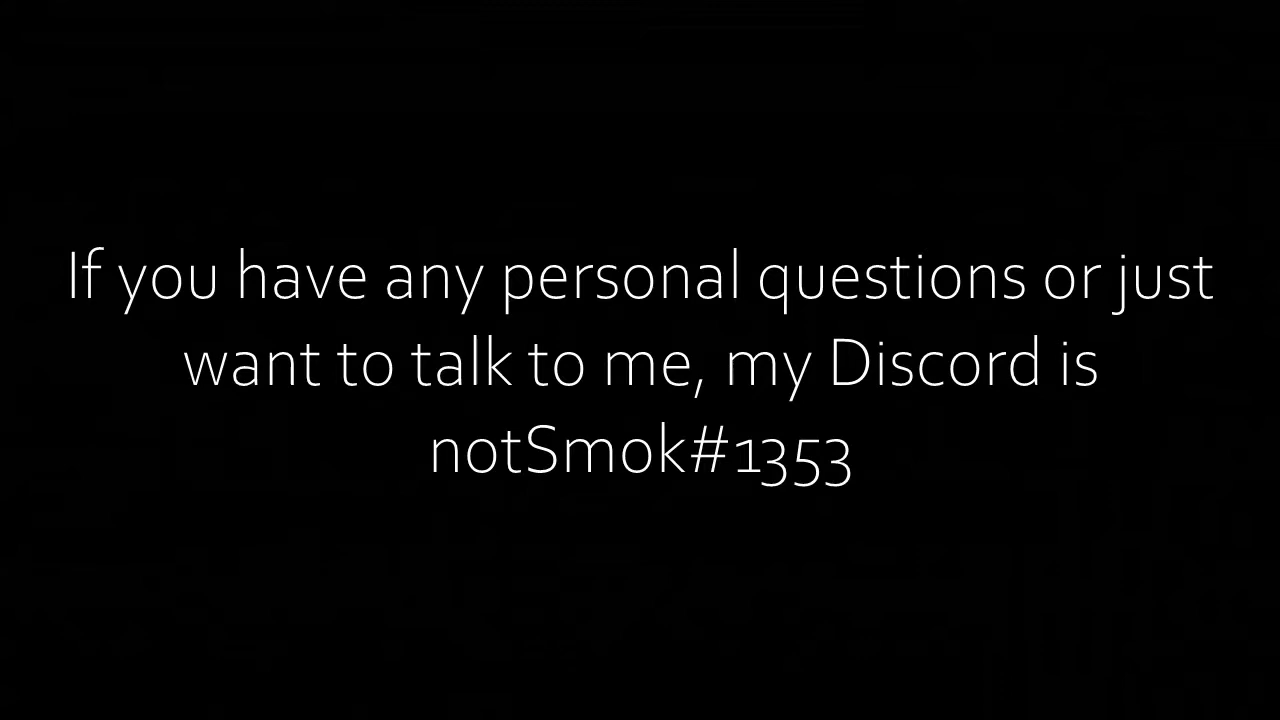 If you have any personal questions or just
want to talk to me, my Discord is
notSmok#1353